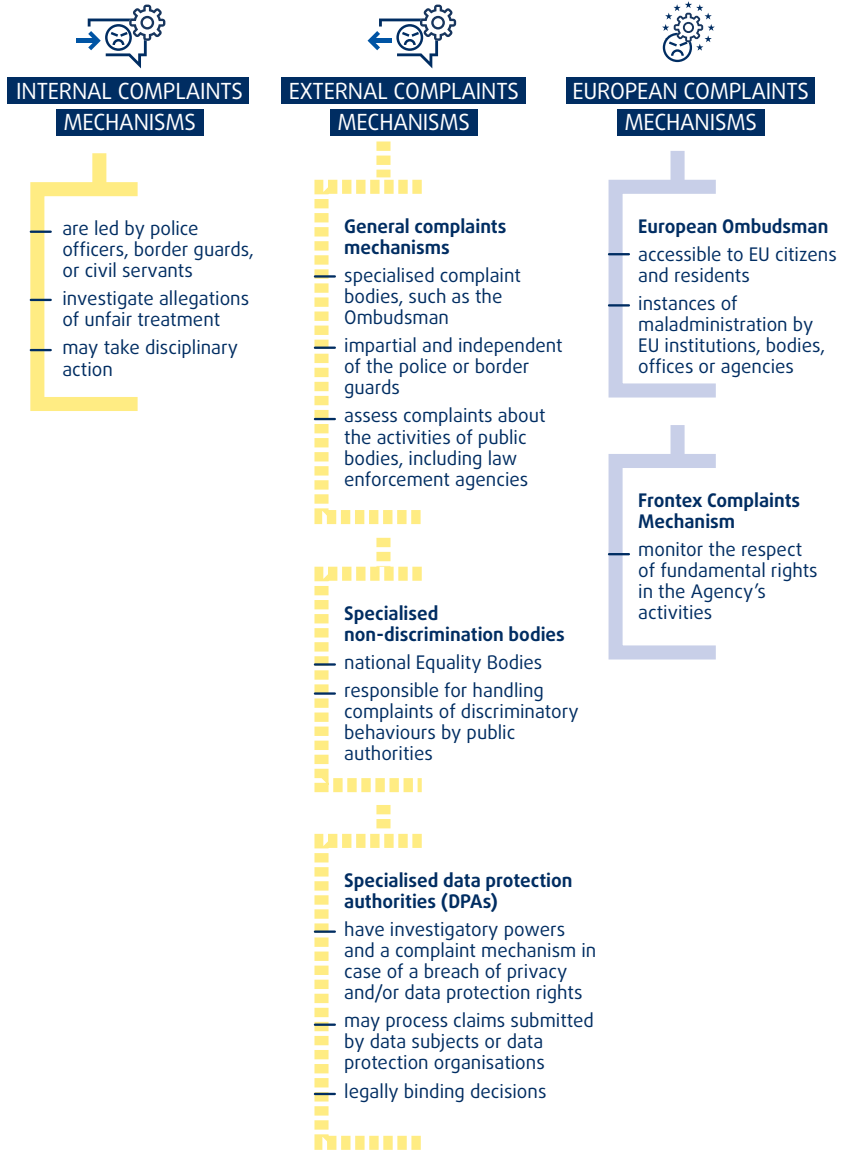 INTERNAL COMPLAINTS
MECHANISMS
are led by police
officers, border guards,
or civil servants
investigate allegations
of unfair treatment
may take disciplinary
action
EXTERNAL COMPLAINTS
MECHANISMS
General complaints
mechanisms
specialised complaint
bodies, such as the
Ombudsman
impartial and independent
of the police or border
guards
assess complaints about
the activities of public
bodies, including law
enforcement agencies
Specialised
non-discrimination bodies
national Equality Bodies
responsible for handling
complaints of discriminatory
behaviours by public
authorities
Specialised data protection
authorities (DPAs)
have investigatory powers
and a complaint mechanism in
case of a breach of privacy
and/or data protection rights
may process claims submitted
by data subjects or data
protection organisations
legally binding decisions
EUROPEAN COMPLAINTS
MECHANISMS
European Ombudsman
accessible to EU citizens
and residents
instances of
maladministration by
EU institutions, bodies,
offices or agencies
Frontex Complaints
Mechanism
monitor the respect
of fundamental rights
in the Agency's
activities